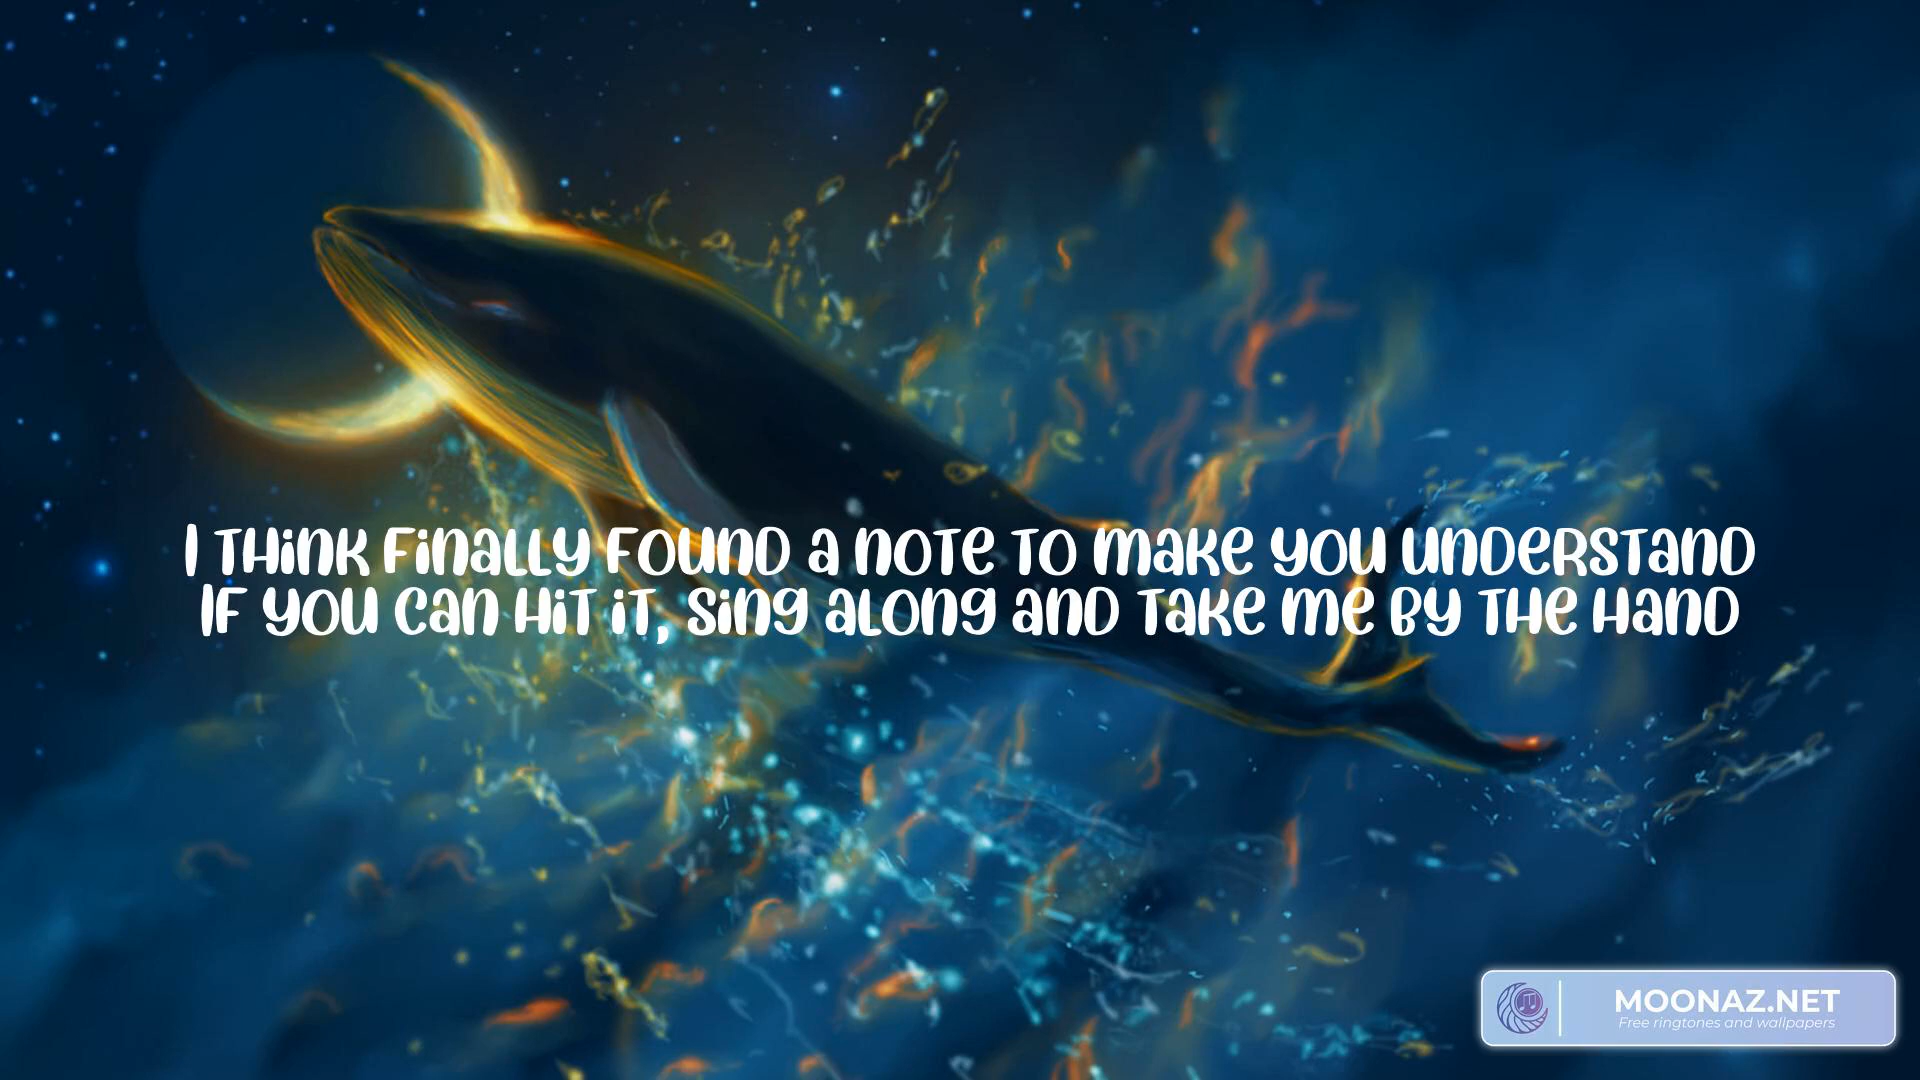 I THINK FINALLY FOUND A NOTE TO MAKE YOU UNDERSTAND
IF YOU CAN HIT IT, SING ALONG AND TAKE ME BY THE HAND
MOONAZ.NET
Free ringtones and wallpapers